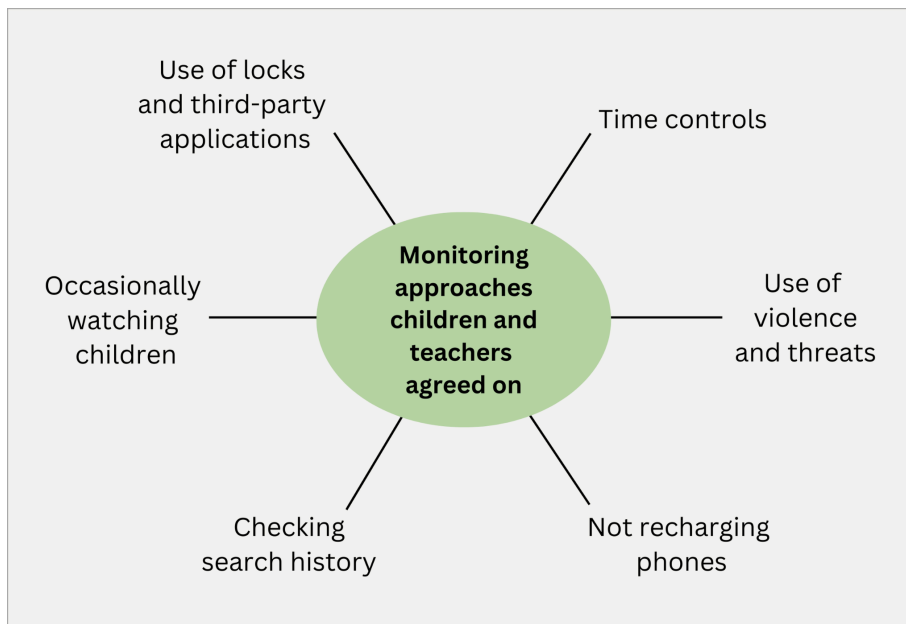 Use of locks
and third-party
applications
Time controls
Occasionally
watching
children
Monitoring
approaches
children and
teachers
agreed on
Use of
violence
and threats
Checking
search history
Not recharging
phones